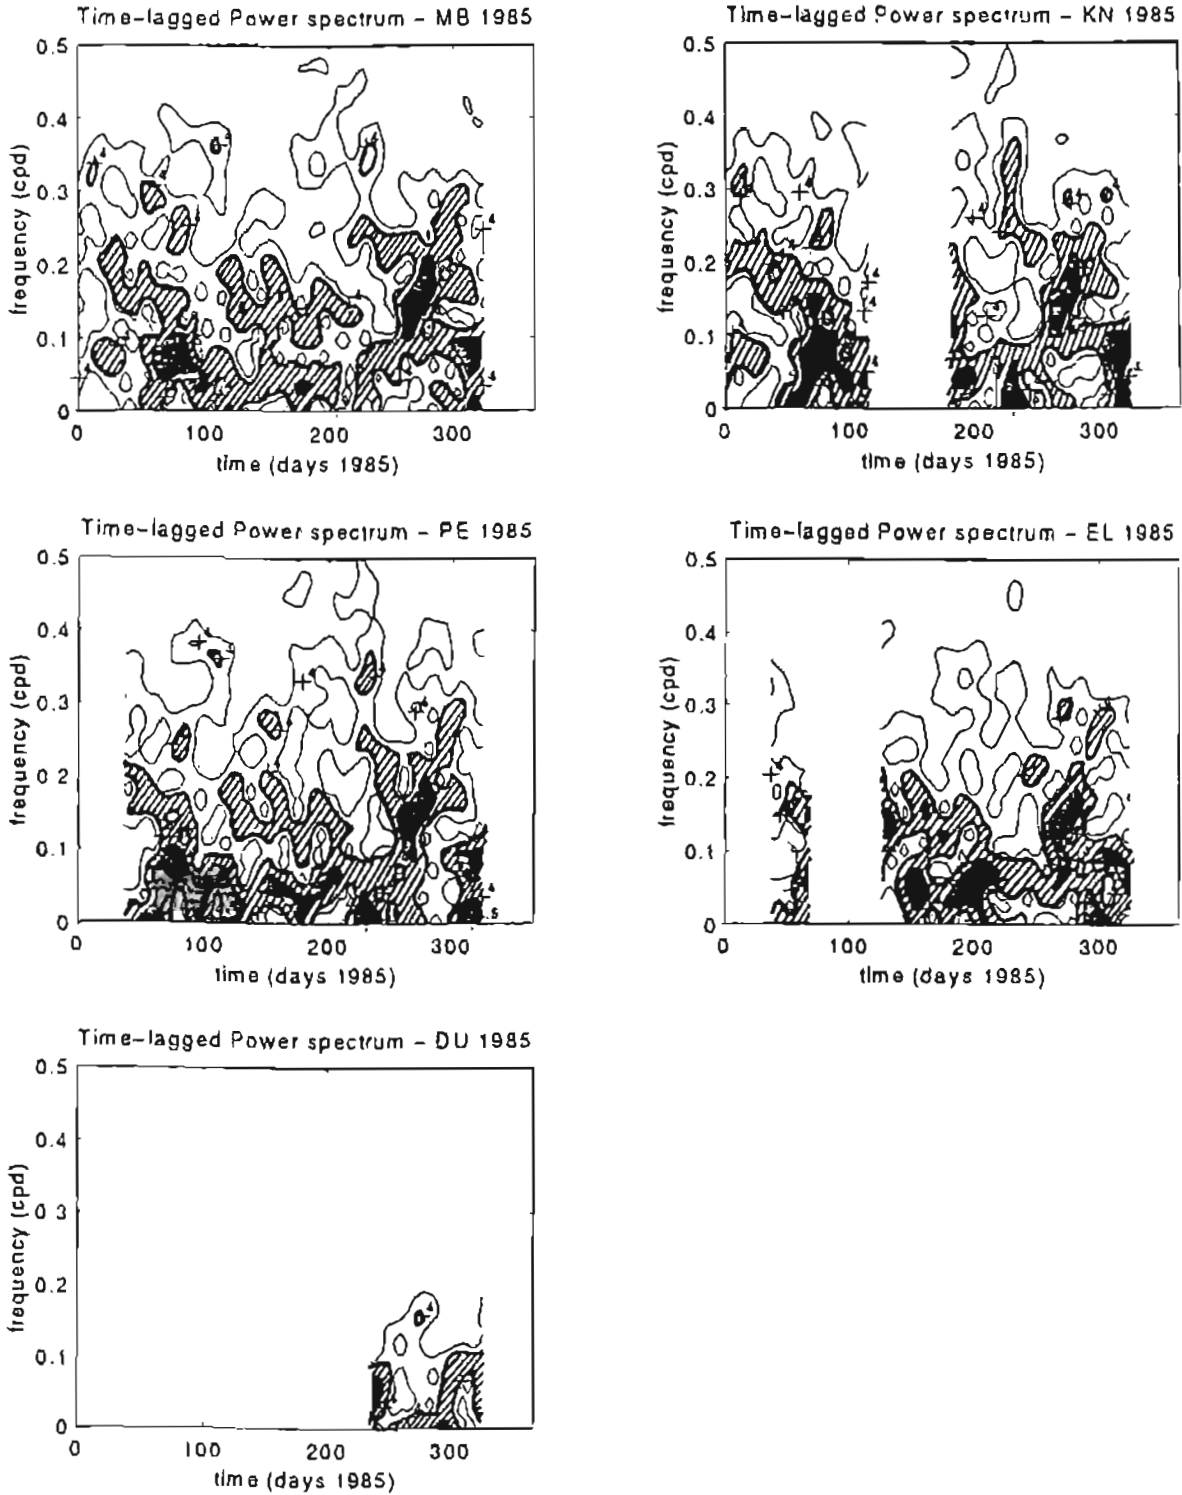 Time-lagged Power spectrum - MB 1985
0.5
0.4
0.3
0.2
0.1
0
frequency (cpd)
0 100 200 300
time (days 1985)
Time-lagged Power spectrum - KN 1985
0.5
0.4
0.3
0.2
0.1
0
frequency (cpd)
0 100 200 300
time (days 1985)
Time-lagged Power spectrum - PE 1985
0.5
0.4
0.3
0 2
0.1
0
frequency (cpd)
0 100 200 300
time (days 1985)
Time-lagged Power spectrum - EL 1985
0.5
0.4
0.3
0.2
0.1
0
frequency (cpd)
0 100 200 300
time (days 1985)
Time-lagged Power spectrum - DU 1985
0.5
0.4
0 3
0.2
0.1
0
frequency (cpd)
0 100 200 300
time (days 1985)